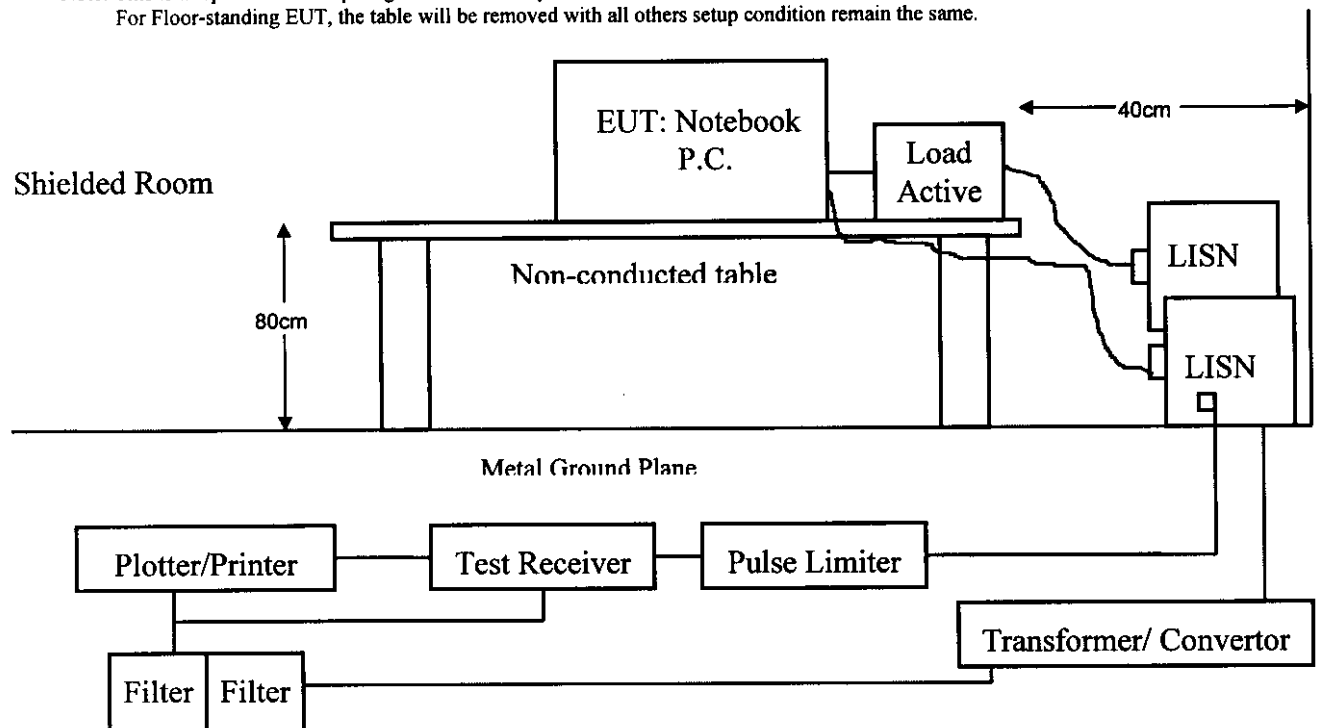 For Floor-standing EUT, the table will be removed with all others setup condition remain the same.
40cm
EUT: Notebook
P.C.
Load
Active
Shielded Room
LISN
Non-conducted table
80cm
LISN
Metal Ground Plane
Plotter/Printer
Test Receiver
Pulse Limiter
Transformer/ Convertor
Filter
Filter